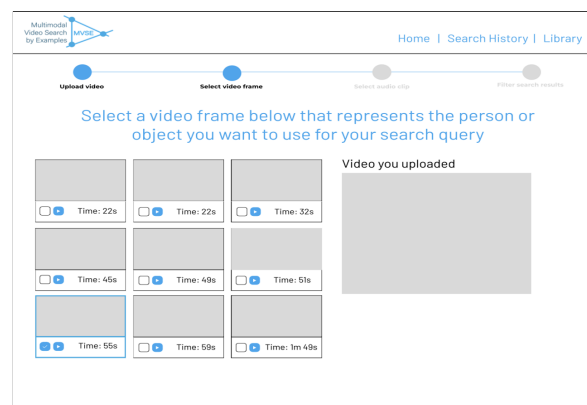 Multimodal
Video Search
by Examples
MVSE
Home | Search History | Library
Upload video
Select video frame
Select audio clip
Filter search results
Select a video frame below that represents the person or
object you want to use for your search query
Video you uploaded
Time: 22s
Time: 22s
Time: 32s
Time: 45s
Time: 49s
Time: 51s
Time: 55s
Time: 59s
Time: 1m 49s